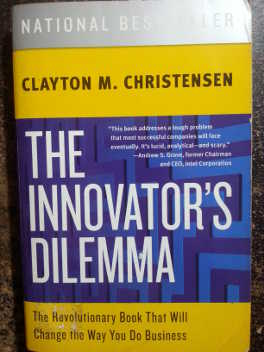 NATIONAL BESTSELLER
CLAYTON M. CHRISTENSEN
"This book addresses a tough problem
that most successful companies will face
eventually. It's lucid, analytical—and scary."
—Andrew S. Grove, former Chairman
and CEO, Intel Corporation
THE
INNOVATOR'S
DILEMMA
The Revolutionary Book That Will
Change the Way You Do Business